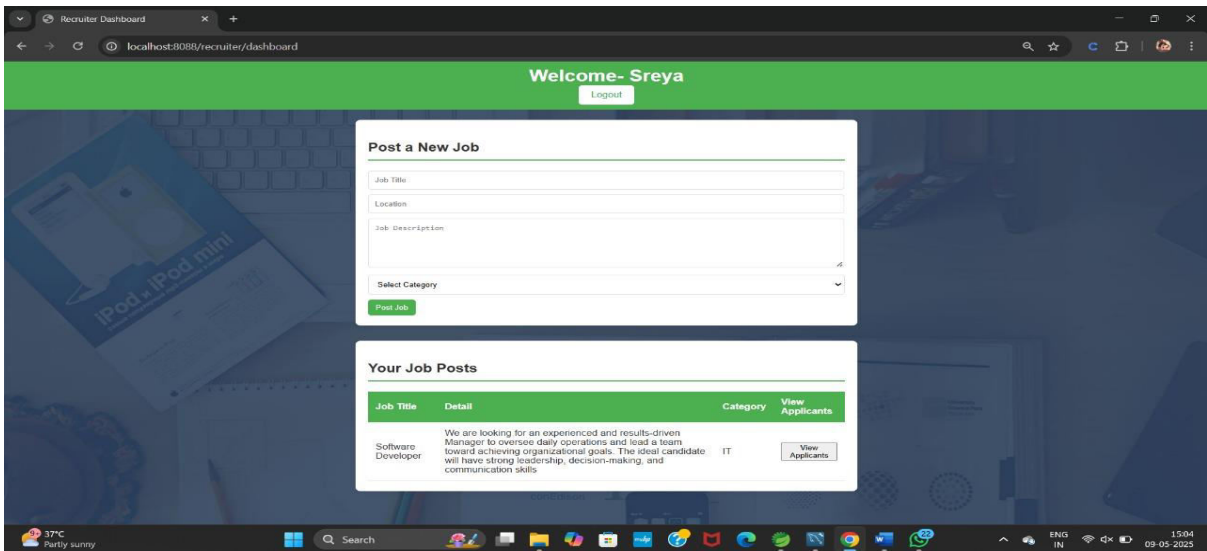 Recruiter Dashboard
localhost:8088/recruiter/dashboard
Welcome- Sreya
Logout
Post a New Job
Job Title
Location
Job Description
Select Category
Post Job
iPod x iPod mini
Your Job Posts
Job Title Detail Category View Applicants
Software Developer
We are looking for an experienced and results-driven
Manager to oversee daily operations and lead a team
toward achieving organizational goals. The ideal candidate
will have strong leadership, decision-making, and
communication skills
IT
View Applicants
37°C
Partly sunny
Search
ENG
IN
15:04
09-05-2025